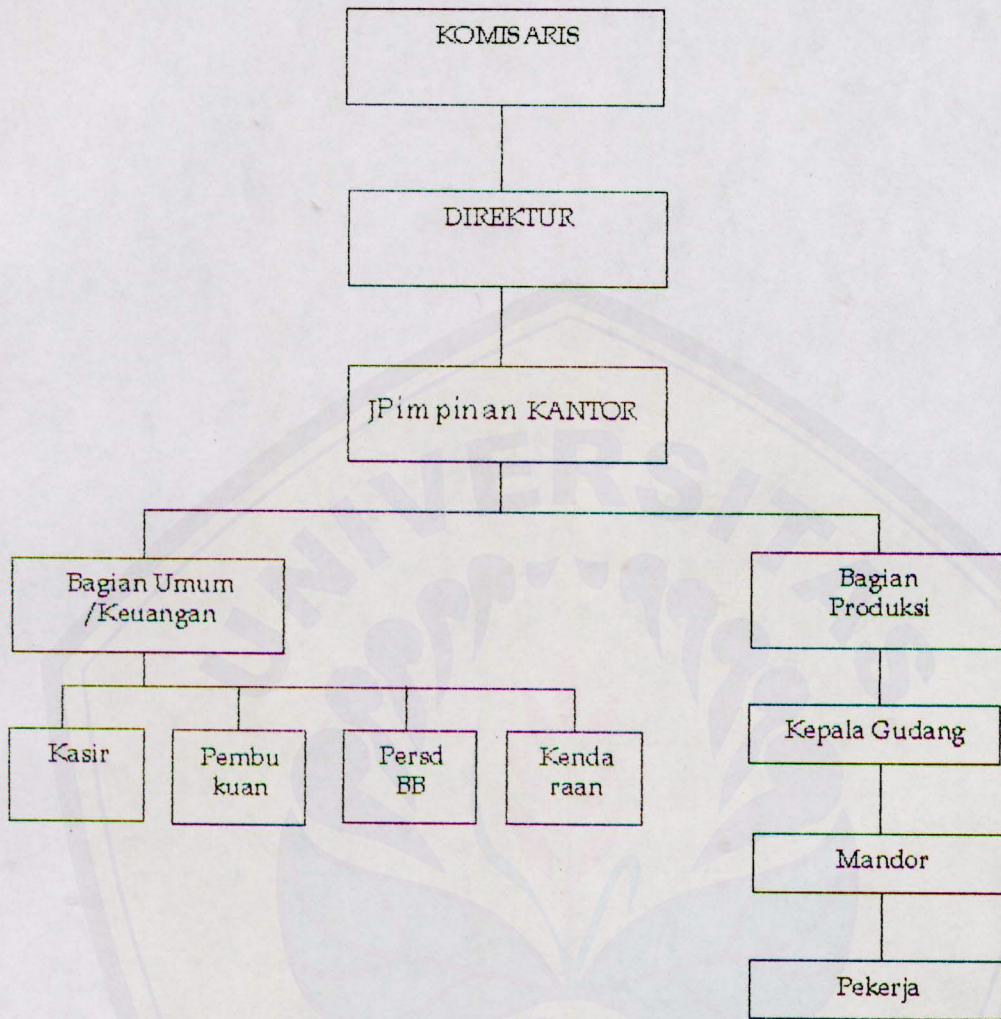 KOMISARIS
DIREKTUR
JPimpinan KANTOR
Bagian Umum
/Keuangan
Bagian
Produksi
Kasir
Pembu
kuan
Persd
BB
Kenda
raan
Kepala Gudang
Mandor
Pekerja
UNIVERSIT